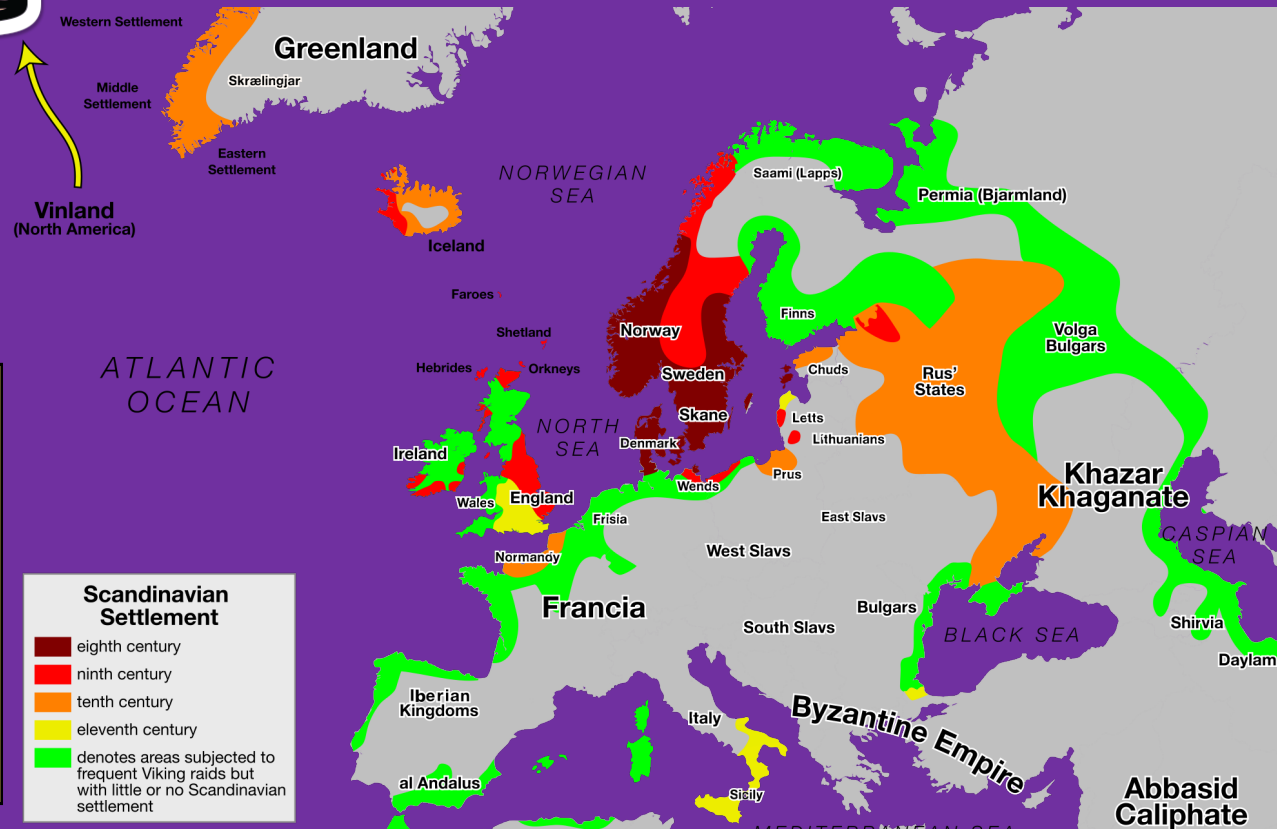 Western Settlement
Greenland
Skrælingjar
Middle
Settlement
Eastern
Settlement
Vinland
(North America)
NORWEGIAN
SEA
Iceland
Saami (Lapps)
Permia (Bjarmland)
Faroes
Shetland
Hebrides
Orkneys
Norway
Finns
Volga
Bulgars
ATLANTIC
OCEAN
Sweden
Chuds
Rus'
States
Skane
Letts
NORTH
SEA
Denmark
Lithuanians
Ireland
Wends
Prus
Khazar
Khaganate
Wales
England
Frisia
East Slavs
CASPIAN
SEA
Normandy
West Slavs
Francia
Bulgars
BLACK SEA
Shirvia
South Slavs
Daylam
Iberian
Kingdoms
Italy
Byzantine Empire
al Andalus
Sicily
Abbasid
Caliphate
MEDITERRANEAN SEA
Scandinavian
Settlement
eighth century
ninth century
tenth century
eleventh century
denotes areas subjected to
frequent Viking raids but
with little or no Scandinavian
settlement